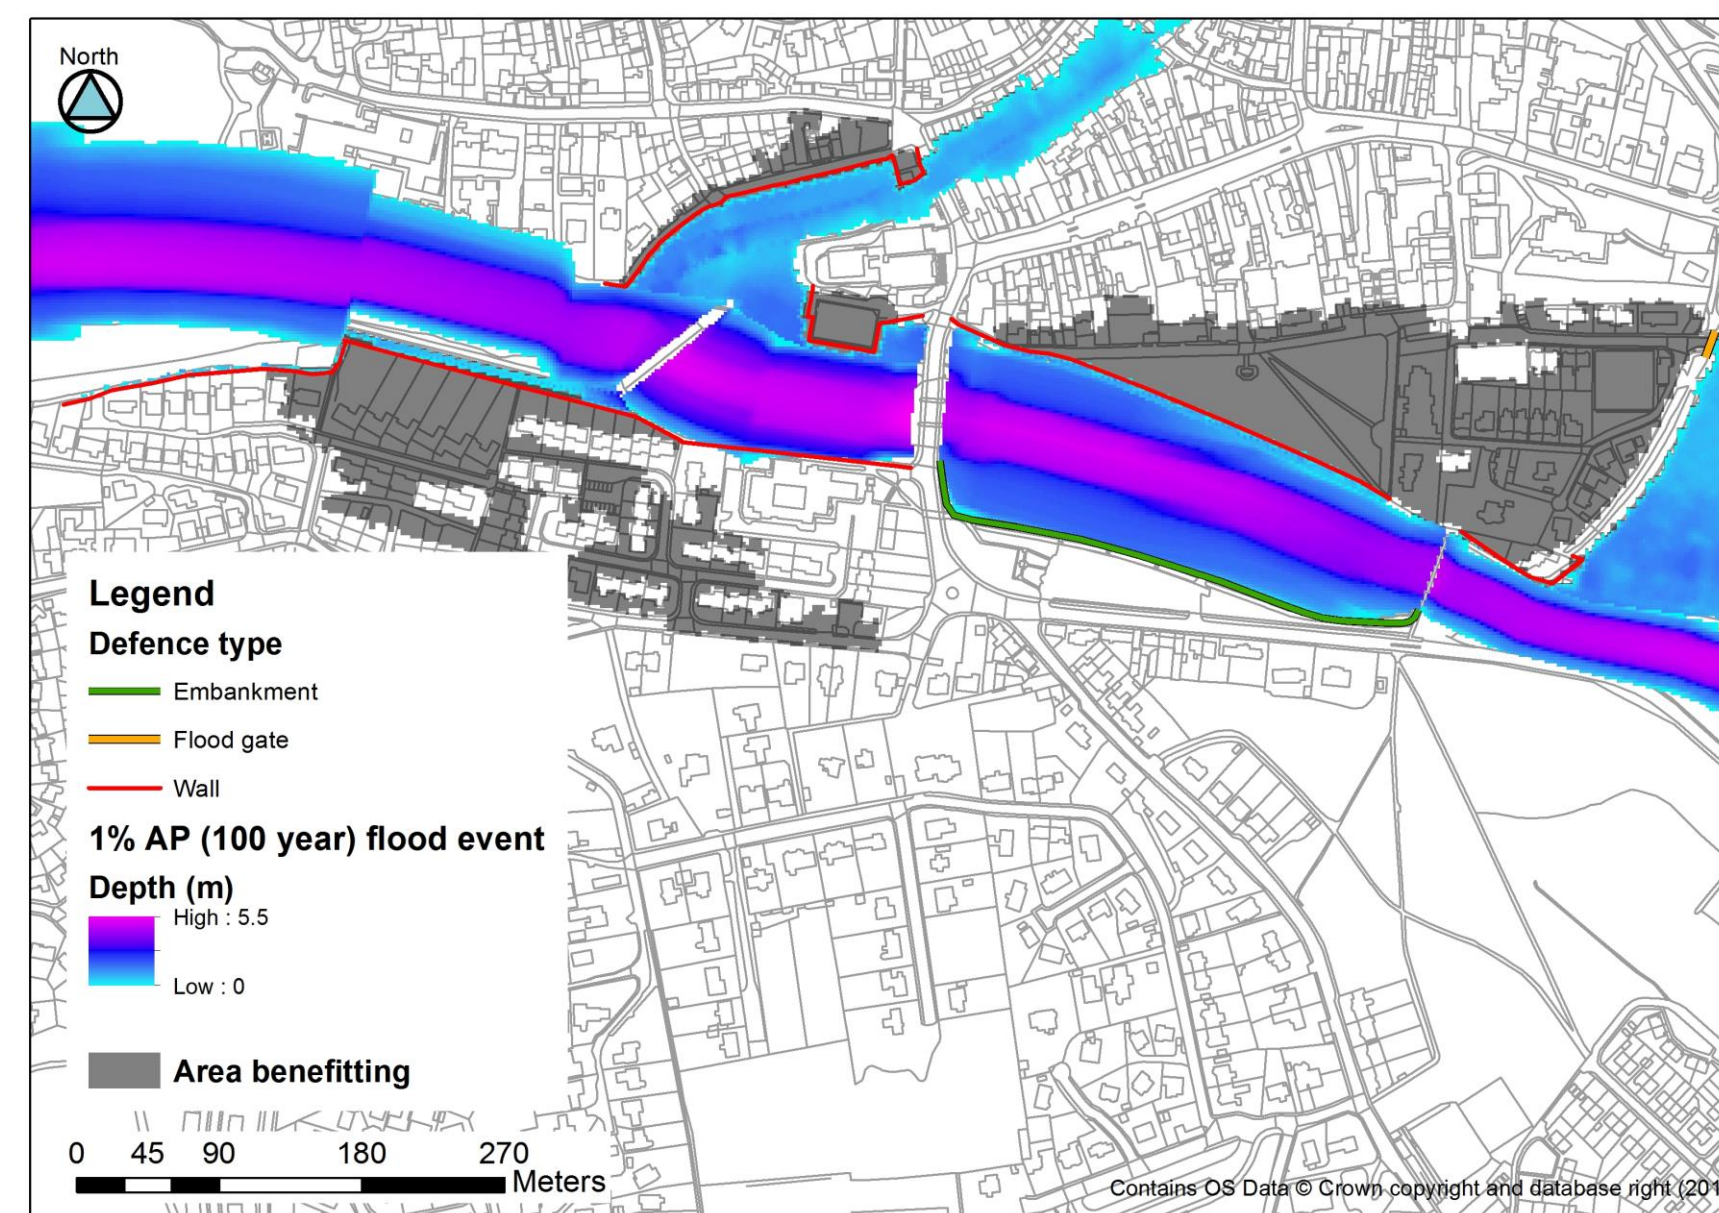 North
Legend
Defence type
Embankment
Flood gate
Wall
1% AP (100 year) flood event
Depth (m)
High : 5.5
Low : 0
Area benefitting
0 45 90 180 270
Meters
Contains OS Data © Crown copyright and database right (201